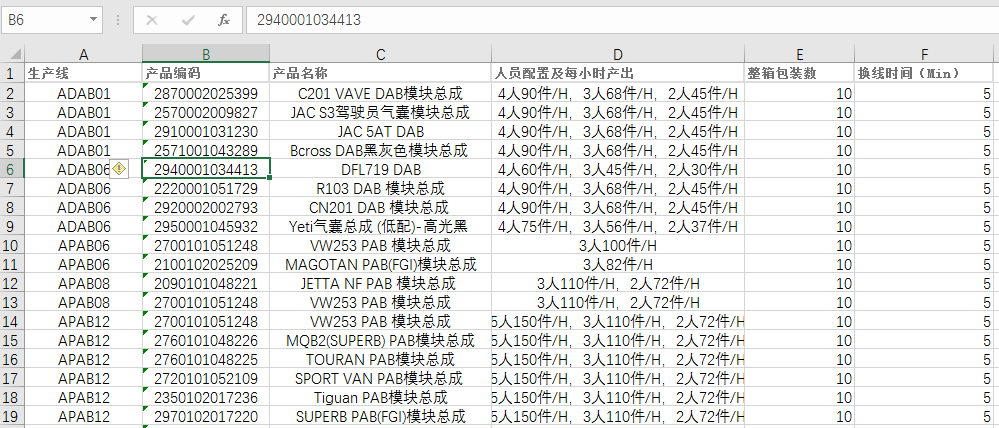 B6 fx 2940001034413
A B C D E F
1 生产线 产品编码 产品名称 人员配置及每小时产出 整箱包装数 换线时间（Min）
2 ADAB01 2870002025399 C201 VAVE DAB模块总成 4人90件/H，3人68件/H，2人45件/H 10 5
3 ADAB01 2570002009827 JAC S3驾驶员气囊模块总成 4人90件/H，3人68件/H，2人45件/H 10 5
4 ADAB01 2910001031230 JAC 5AT DAB 4人90件/H，3人68件/H，2人45件/H 10 5
5 ADAB01 2571001043289 Bcross DAB黑灰色模块总成 4人90件/H，3人68件/H，2人45件/H 10 5
6 ADAB06 2940001034413 DFL719 DAB 4人60件/H，3人45件/H，2人30件/H 10 5
7 ADAB06 2220001051729 R103 DAB 模块总成 4人90件/H，3人68件/H，2人45件/H 10 5
8 ADAB06 2920002002793 CN201 DAB 模块总成 4人90件/H，3人68件/H，2人45件/H 10 5
9 ADAB06 2950001045932 Yeti气囊总成 (低配)-高光黑 4人75件/H，3人56件/H，2人37件/H 10 5
10 APAB06 2700101051248 VW253 PAB 模块总成 3人100件/H 10 5
11 APAB06 2100102025209 MAGOTAN PAB(FGI)模块总成 3人82件/H 10 5
12 APAB08 2090101048221 JETTA NF PAB 模块总成 3人110件/H，2人72件/H 10 5
13 APAB08 2700101051248 VW253 PAB 模块总成 3人110件/H，2人72件/H 10 5
14 APAB12 2700101051248 VW253 PAB 模块总成 5人150件/H，3人110件/H，2人72件/H 10 5
15 APAB12 2760101048226 MQB2(SUPERB) PAB模块总成 5人150件/H，3人110件/H，2人72件/H 10 5
16 APAB12 2760101048225 TOURAN PAB模块总成 5人150件/H，3人110件/H，2人72件/H 10 5
17 APAB12 2720101052109 SPORT VAN PAB模块总成 5人150件/H，3人110件/H，2人72件/H 10 5
18 APAB12 2350102017236 Tiguan PAB模块总成 5人150件/H，3人110件/H，2人72件/H 10 5
19 APAB12 2970102017220 SUPERB PAB(FGI)模块总成 5人150件/H，3人110件/H，2人72件/H 10 5